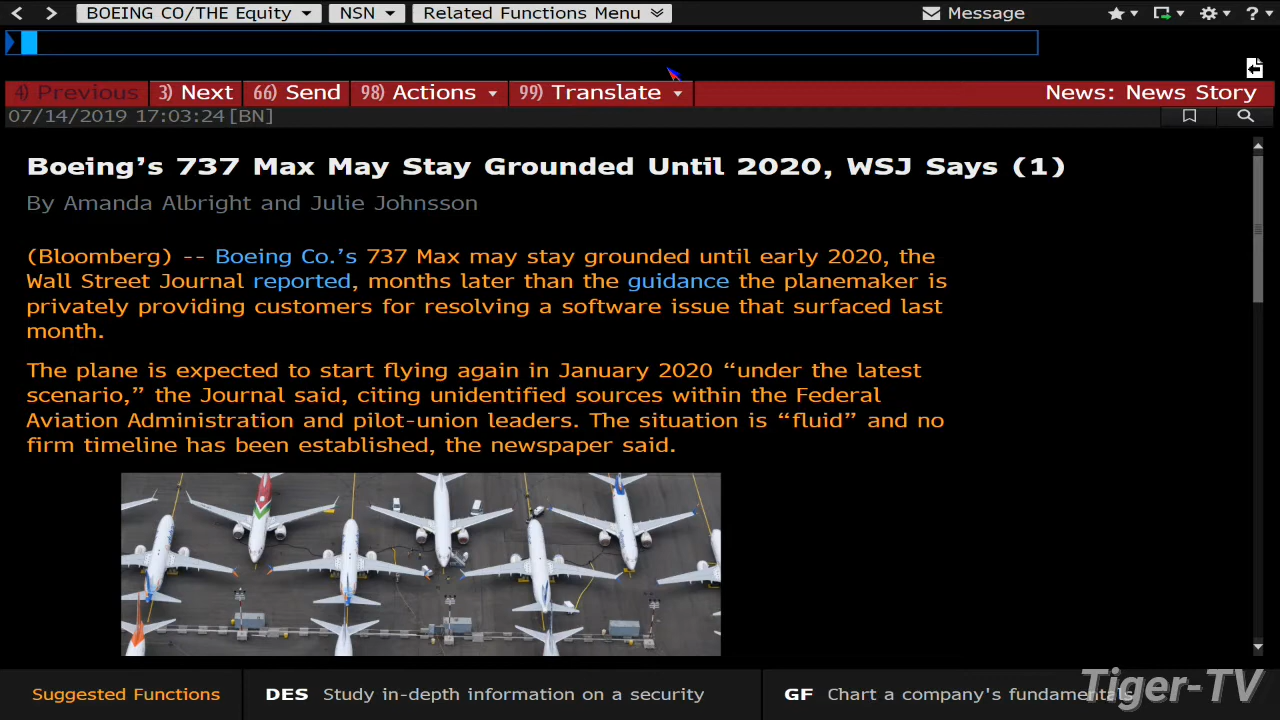 BOEING CO/THE Equity NSN Related Functions Menu Message ?
4) Previous 3) Next 66) Send 98) Actions 99) Translate News: News Story
07/14/2019 17:03:24 [BN]
Boeing’s 737 Max May Stay Grounded Until 2020, WSJ Says (1)
By Amanda Albright and Julie Johnsson
(Bloomberg) -- Boeing Co.’s 737 Max may stay grounded until early 2020, the
Wall Street Journal reported, months later than the guidance the planemaker is
privately providing customers for resolving a software issue that surfaced last
month.
The plane is expected to start flying again in January 2020 “under the latest
scenario,” the Journal said, citing unidentified sources within the Federal
Aviation Administration and pilot-union leaders. The situation is “fluid” and no
firm timeline has been established, the newspaper said.
Suggested Functions DES Study in-depth information on a security GF Chart a company's fundamentals
Tiger-TV